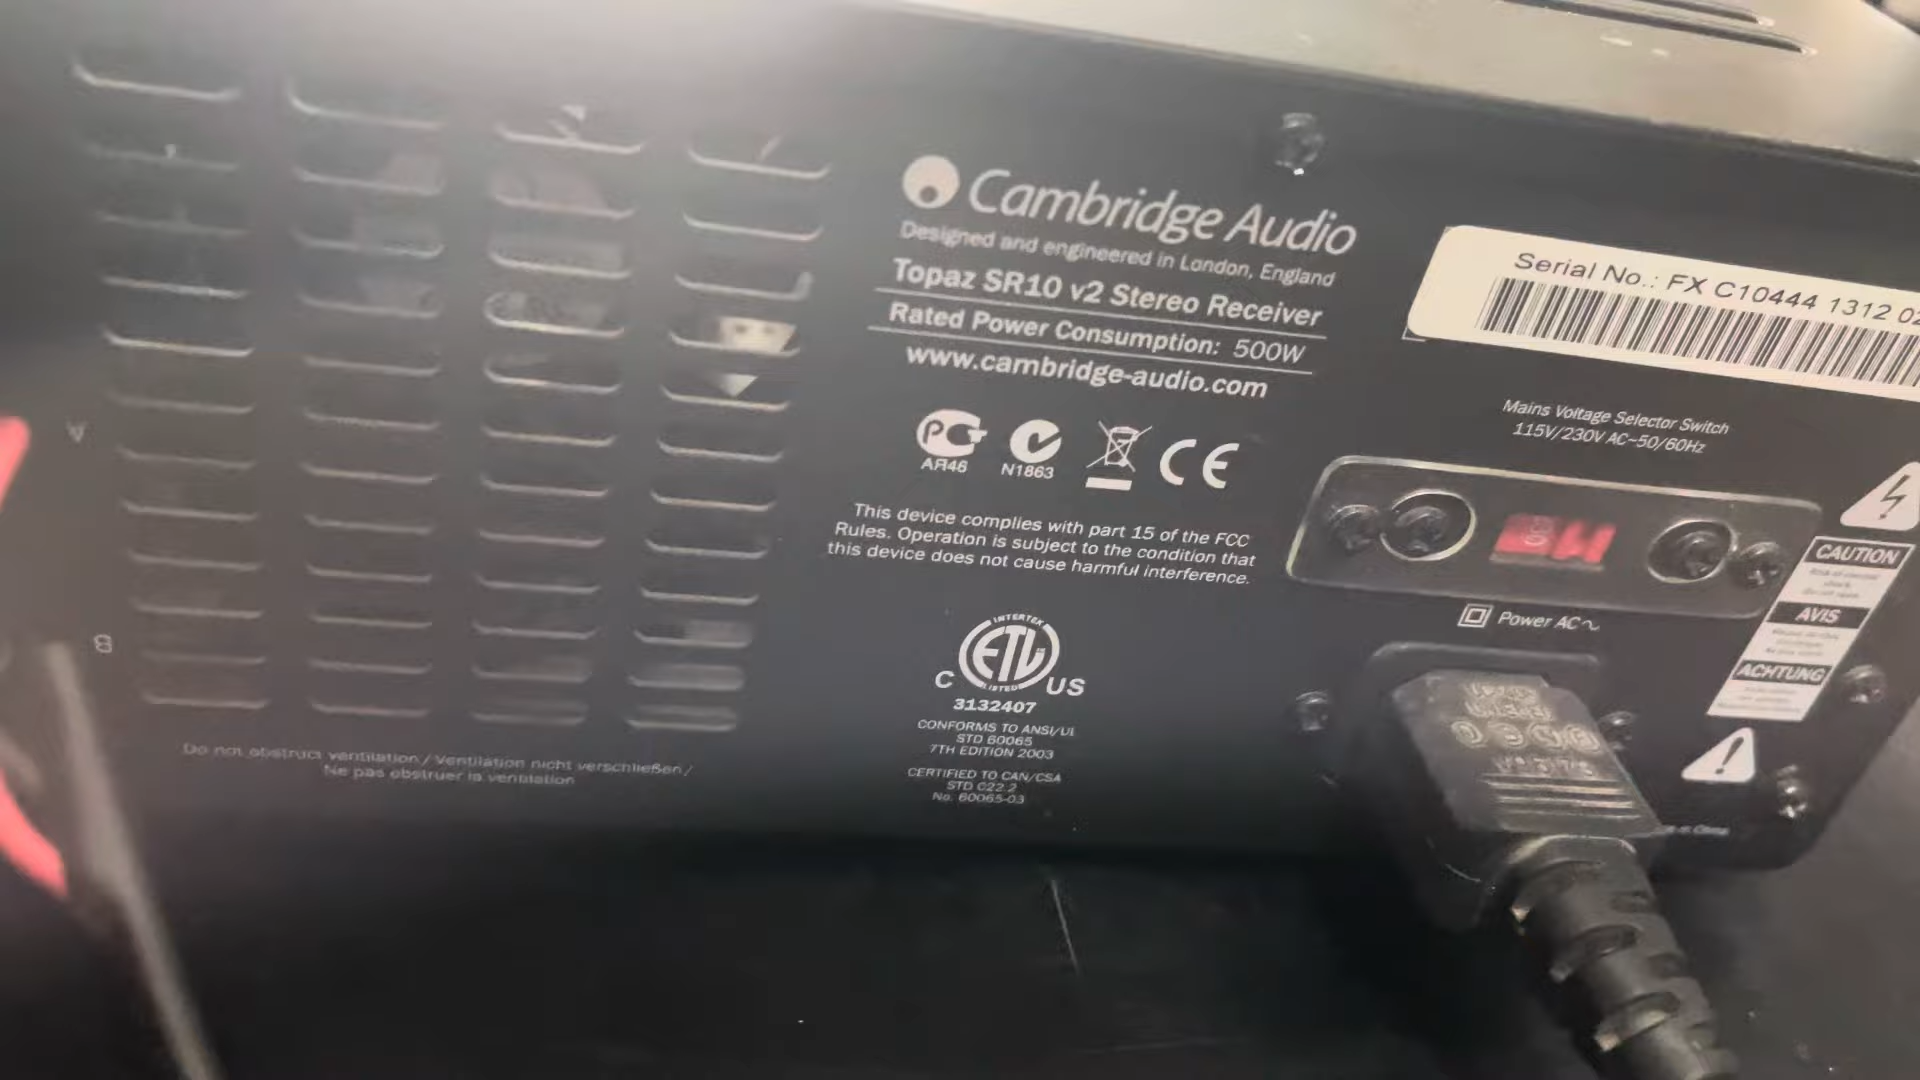 Cambridge Audio
Designed and engineered in London, England
Topaz SR10 v2 Stereo Receiver
Rated Power Consumption: 500W
www.cambridge-audio.com
Serial No.: FX C10444 1312 02
Mains Voltage Selector Switch
115V/230V AC~50/60Hz
A
AЯ46
N1863
CE
This device complies with part 15 of the FCC
Rules. Operation is subject to the condition that
this device does not cause harmful interference.
CAUTION
AVIS
ACHTUNG
Power AC~
B
INTERTEK
ETL
LISTED
C US
3132407
CONFORMS TO ANSI/UL
STD 60065
7TH EDITION 2003
CERTIFIED TO CAN/CSA
STD C22.2
No. 60065-03
Do not obstruct ventilation / Ventilation nicht verschließen /
Ne pas obstruer la ventilation